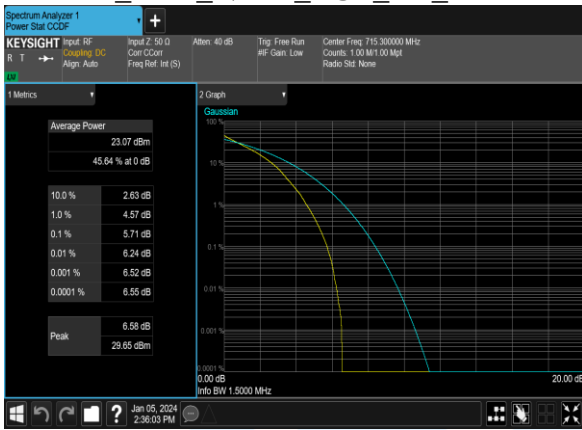 Spectrum Analyzer 1
Power Stat CCDF
+
KEYSIGHT
R T
Input: RF
Coupling: DC
Align: Auto
Input Z: 50 Ω
Corr CCorr
Freq Ref: Int (S)
Atten: 40 dB
Trig: Free Run
#IF Gain: Low
Center Freq: 715.300000 MHz
Counts: 1.00 M/1.00 Mpt
Radio Std: None
1 Metrics
Average Power
23.07 dBm
45.64 % at 0 dB
10.0 % 2.63 dB
1.0 % 4.57 dB
0.1 % 5.71 dB
0.01 % 6.24 dB
0.001 % 6.52 dB
0.0001 % 6.55 dB
Peak
6.58 dB
29.65 dBm
2 Graph
Gaussian
100 %
10 %
1 %
0.1 %
0.01 %
0.001 %
0.0001 %
0.00 dB 20.00 dB
Info BW 1.5000 MHz
?
Jan 05, 2024
2:36:03 PM